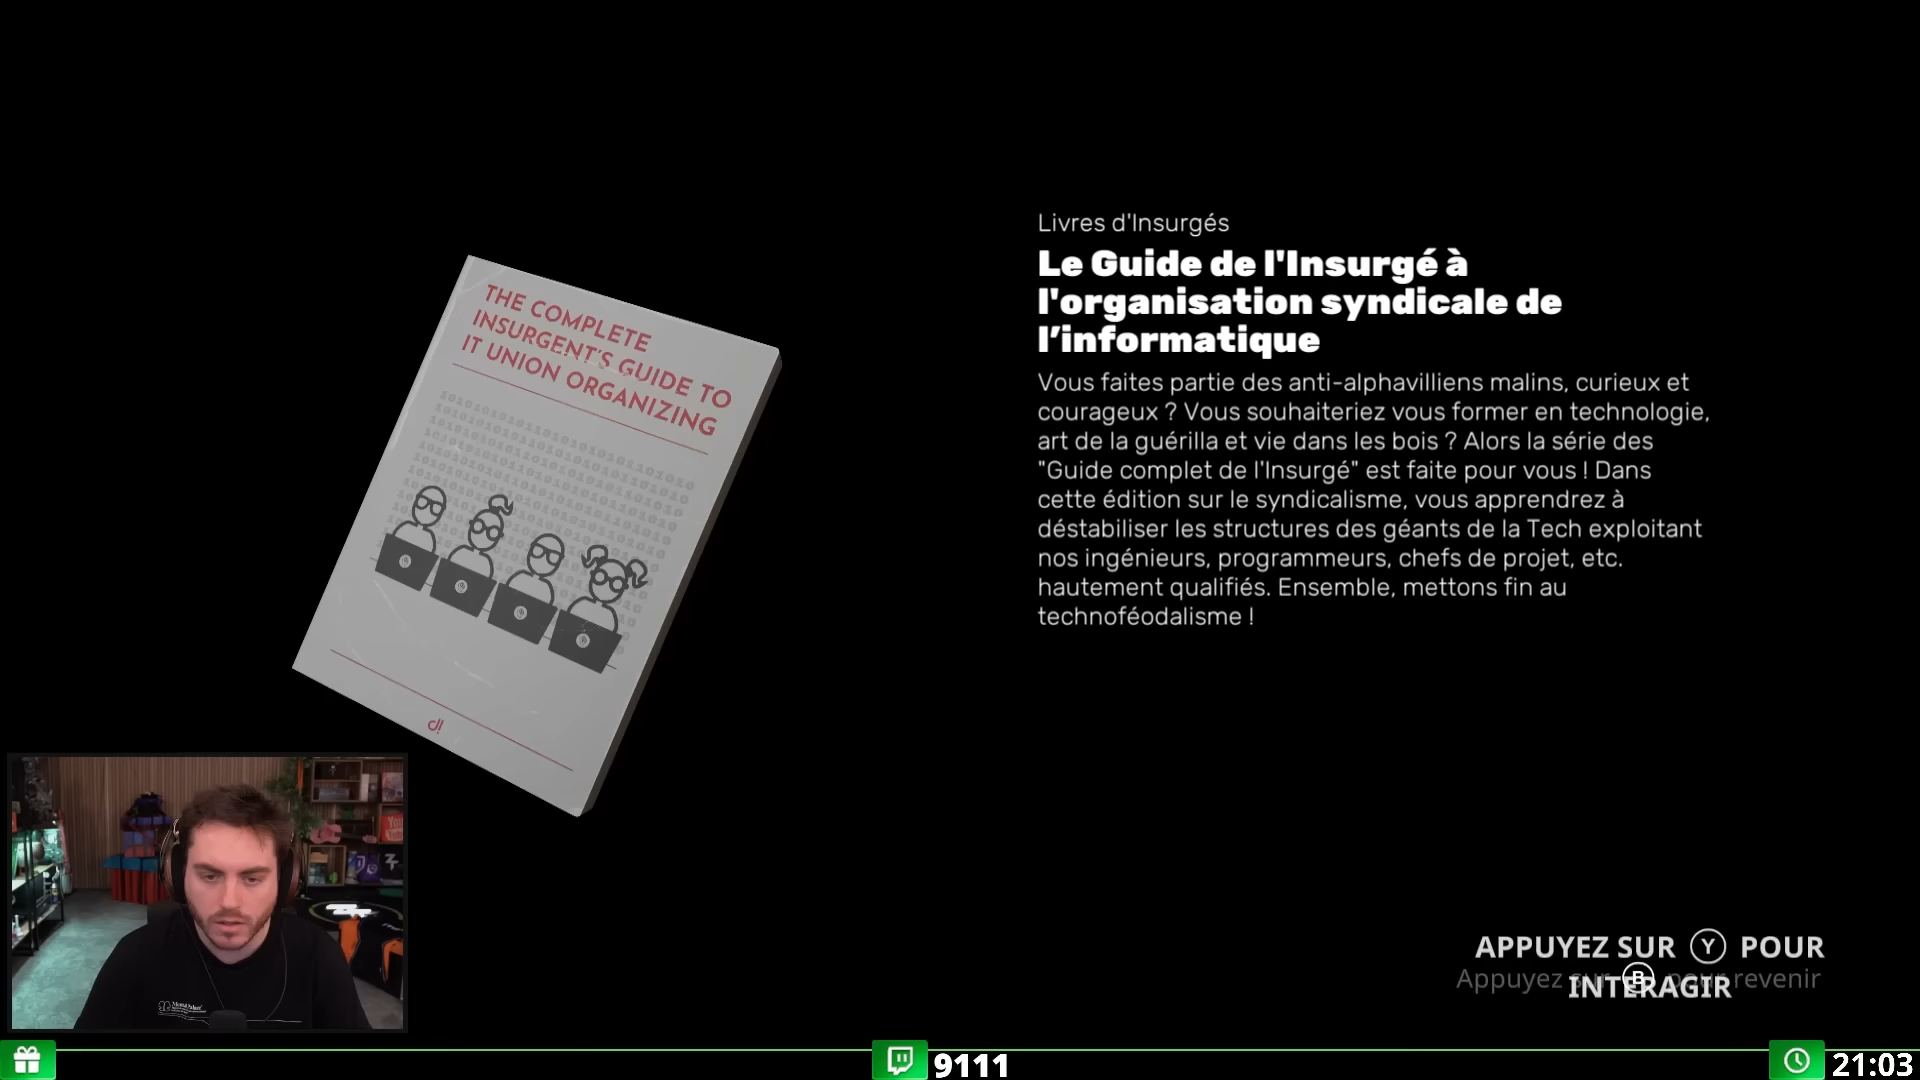 Livres d'Insurgés
Le Guide de l'Insurgé à
l'organisation syndicale de
l’informatique
Vous faites partie des anti-alphavilliens malins, curieux et
courageux ? Vous souhaiteriez vous former en technologie,
art de la guérilla et vie dans les bois ? Alors la série des
"Guide complet de l'Insurgé" est faite pour vous ! Dans
cette édition sur le syndicalisme, vous apprendrez à
déstabiliser les structures des géants de la Tech exploitant
nos ingénieurs, programmeurs, chefs de projet, etc.
hautement qualifiés. Ensemble, mettons fin au
technoféodalisme !
THE COMPLETE
INSURGENT'S GUIDE TO
IT UNION ORGANIZING
d!
APPUYEZ SUR Y POUR
INTERAGIR
Appuyez sur B pour revenir
9111
21:03